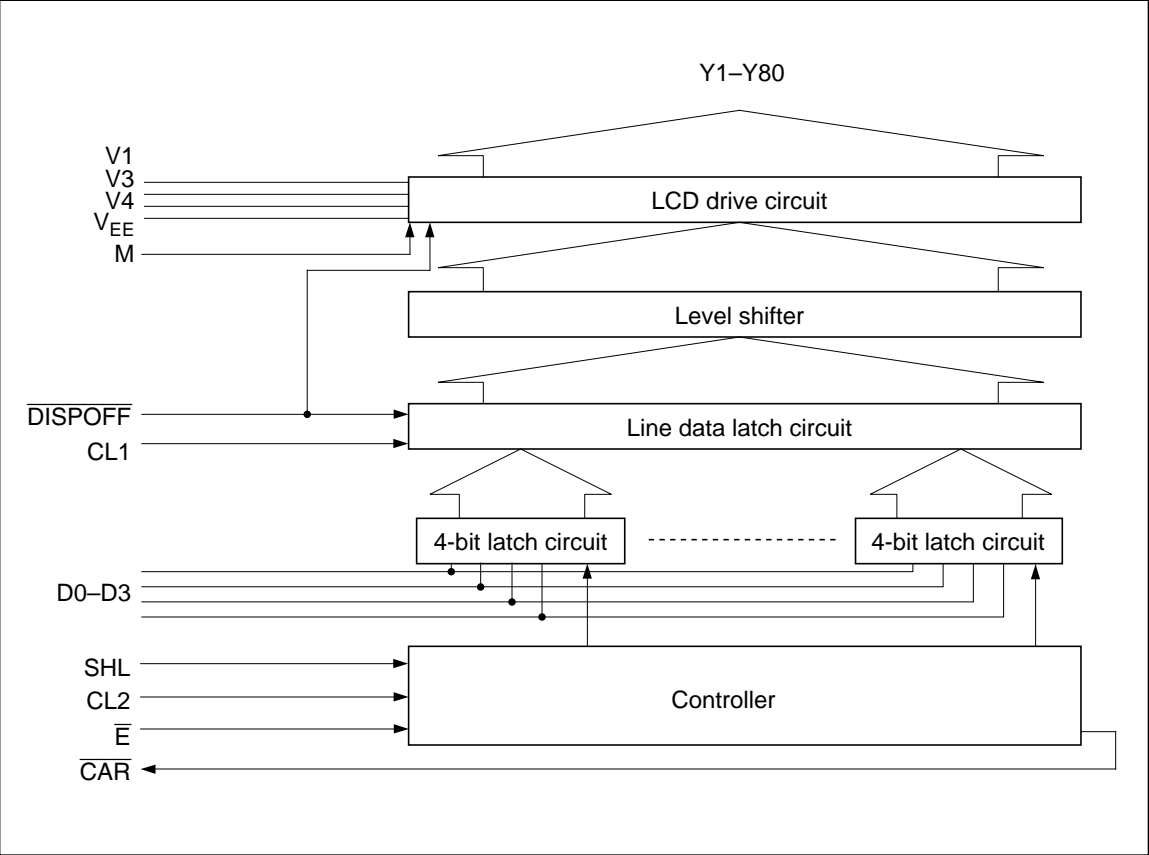 Y1–Y80
V1
V3
V4
VEE
M
LCD drive circuit
Level shifter
DISPOFF
CL1
Line data latch circuit
4-bit latch circuit
4-bit latch circuit
D0–D3
SHL
CL2
E
CAR
Controller